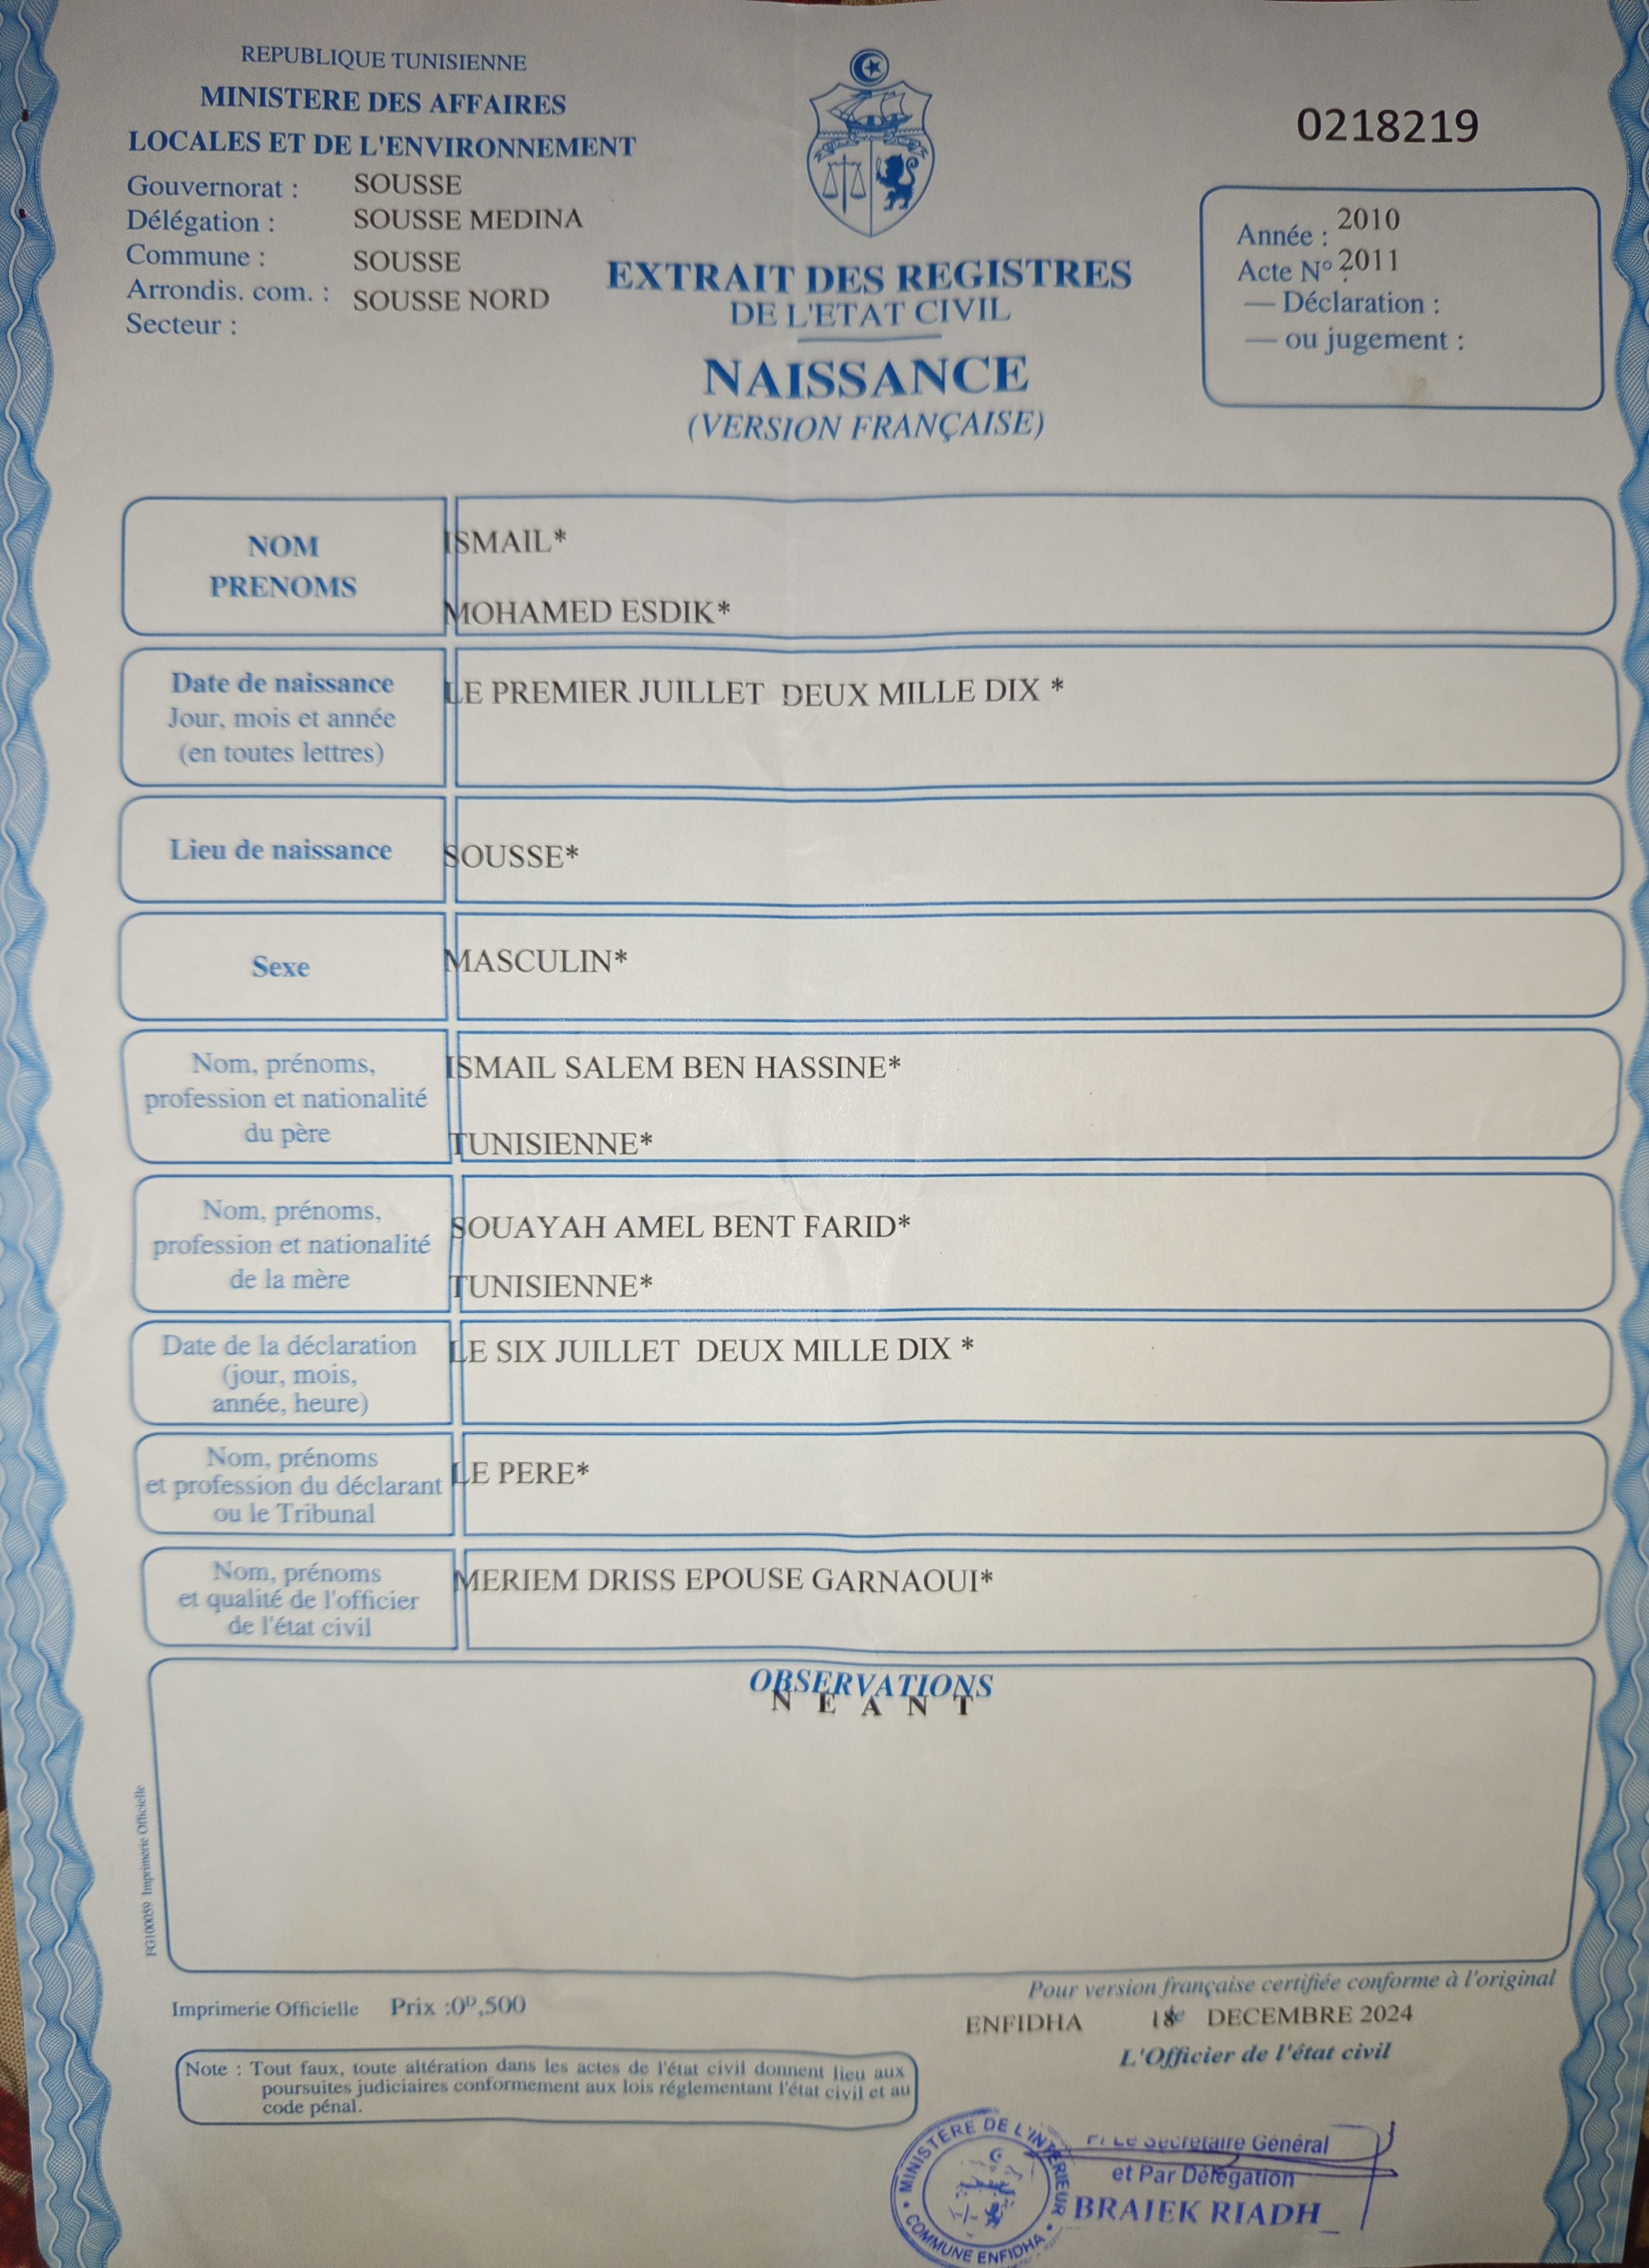 REPUBLIQUE TUNISIENNE
MINISTERE DES AFFAIRES
LOCALES ET DE L'ENVIRONNEMENT
Gouvernorat : SOUSSE
Délégation : SOUSSE MEDINA
Commune : SOUSSE
Arrondis. com. : SOUSSE NORD
Secteur :
0218219
Année : 2010
Acte N° : 2011
— Déclaration :
— ou jugement :
EXTRAIT DES REGISTRES
DE L'ETAT CIVIL
NAISSANCE
(VERSION FRANÇAISE)
NOM
PRENOMS
ISMAIL*
MOHAMED ESDIK*
Date de naissance
Jour, mois et année
(en toutes lettres)
LE PREMIER JUILLET DEUX MILLE DIX *
Lieu de naissance
SOUSSE*
Sexe
MASCULIN*
Nom, prénoms,
profession et nationalité
du père
ISMAIL SALEM BEN HASSINE*
TUNISIENNE*
Nom, prénoms,
profession et nationalité
de la mère
SOUAYAH AMEL BENT FARID*
TUNISIENNE*
Date de la déclaration
(jour, mois,
année, heure)
LE SIX JUILLET DEUX MILLE DIX *
Nom, prénoms
et profession du déclarant
ou le Tribunal
LE PERE*
Nom, prénoms
et qualité de l'officier
de l'état civil
MERIEM DRISS EPOUSE GARNAOUI*
OBSERVATIONS
N E A N T
FG100059 Imprimerie Officielle
Imprimerie Officielle Prix :0ᴰ,500
Pour version française certifiée conforme à l'original
ENFIDHA DECEMBRE 2024
L'Officier de l'état civil
Note : Tout faux, toute altération dans les actes de l'état civil donnent lieu aux
poursuites judiciaires conformement aux lois réglementant l'état civil et au
code pénal.
MINISTERE DE L'INTERIEUR
COMMUNE ENFIDHA
P/ Le Secretaire Général
et Par Délégation
BRAIEK RIADH